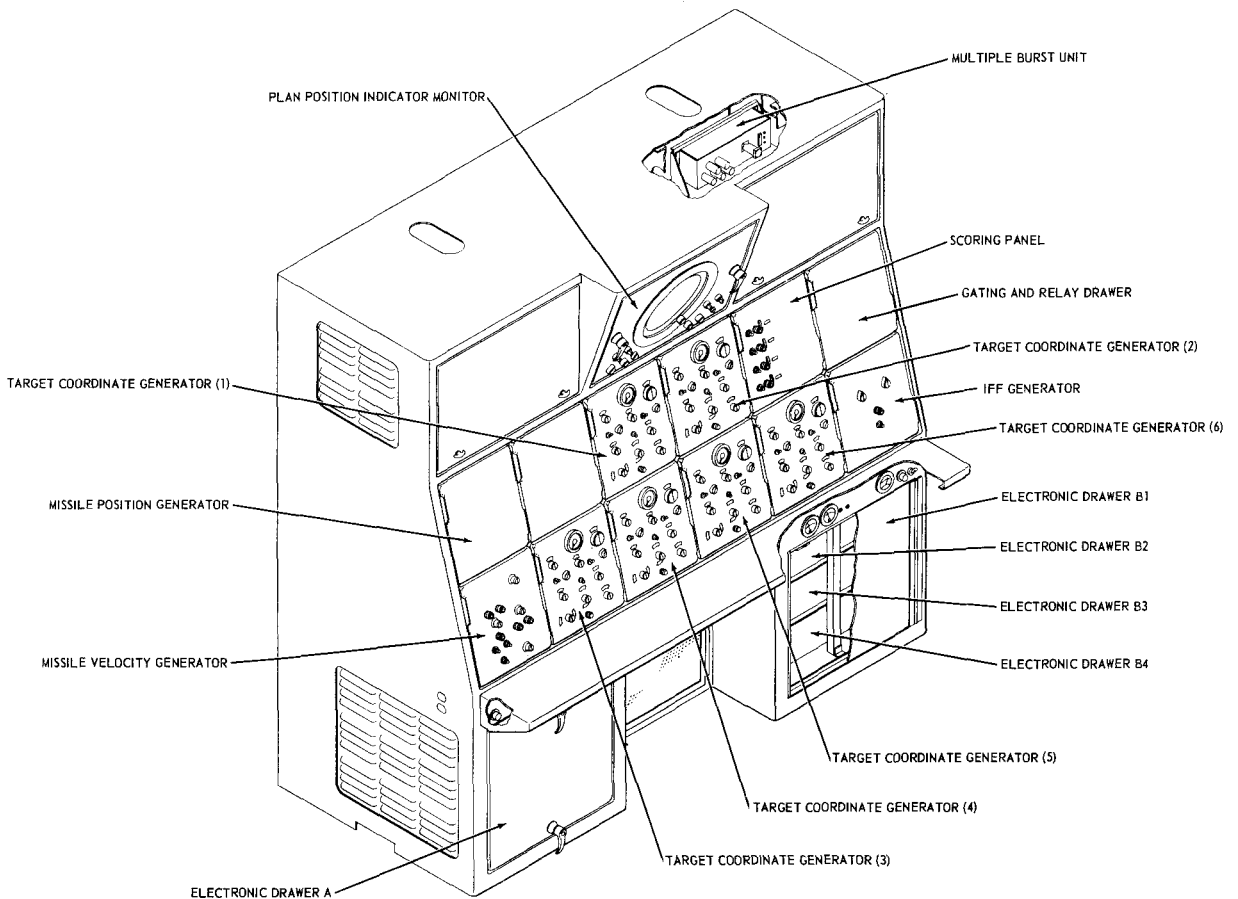 MULTIPLE BURST UNIT
PLAN POSITION INDICATOR MONITOR
SCORING PANEL
GATING AND RELAY DRAWER
TARGET COORDINATE GENERATOR (2)
TARGET COORDINATE GENERATOR (1)
IFF GENERATOR
TARGET COORDINATE GENERATOR (6)
MISSILE POSITION GENERATOR
ELECTRONIC DRAWER B1
ELECTRONIC DRAWER B2
ELECTRONIC DRAWER B3
MISSILE VELOCITY GENERATOR
ELECTRONIC DRAWER B4
TARGET COORDINATE GENERATOR (5)
TARGET COORDINATE GENERATOR (4)
TARGET COORDINATE GENERATOR (3)
ELECTRONIC DRAWER A